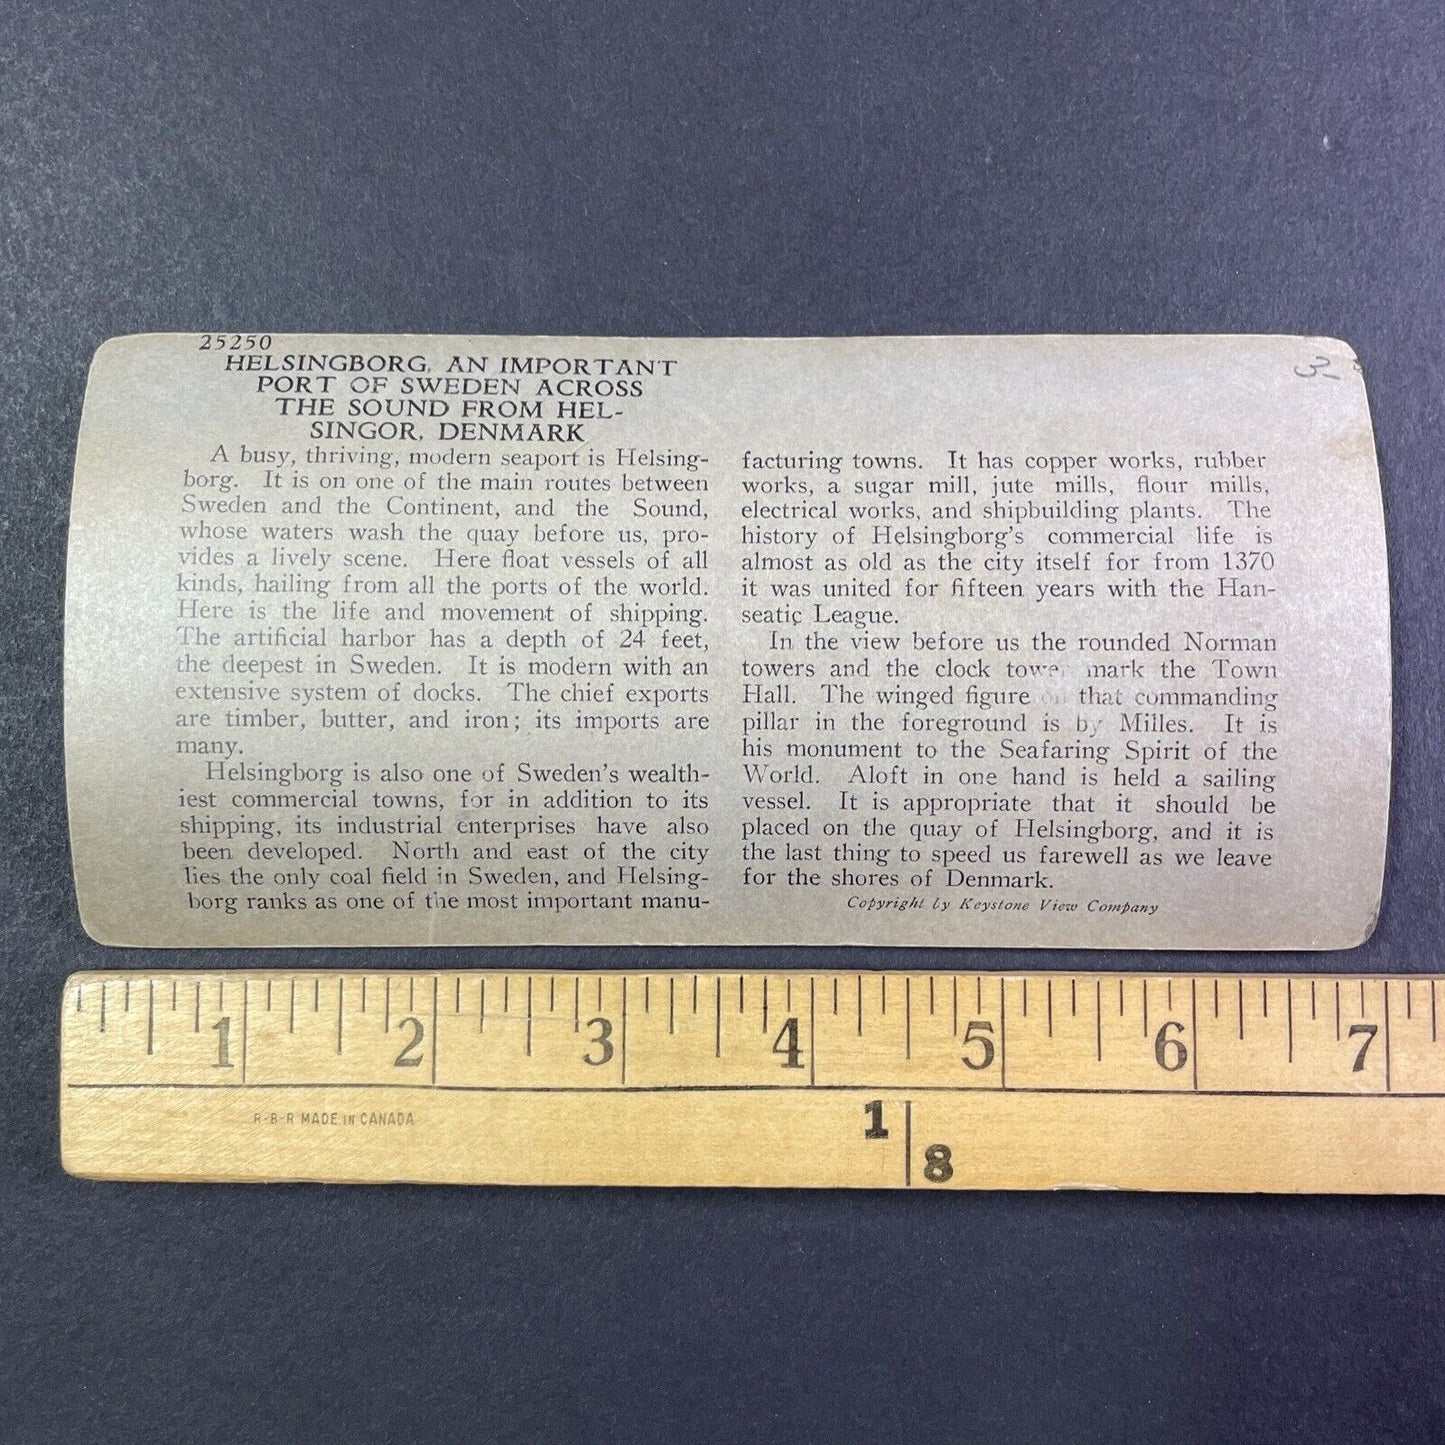 25250
HELSINGBORG, AN IMPORTANT
PORT OF SWEDEN ACROSS
THE SOUND FROM HEL-
SINGOR, DENMARK
A busy, thriving, modern seaport is Helsing-
borg. It is on one of the main routes between
Sweden and the Continent, and the Sound,
whose waters wash the quay before us, pro-
vides a lively scene. Here float vessels of all
kinds, hailing from all the ports of the world.
Here is the life and movement of shipping.
The artificial harbor has a depth of 24 feet,
the deepest in Sweden. It is modern with an
extensive system of docks. The chief exports
are timber, butter, and iron; its imports are
many.
Helsingborg is also one of Sweden's wealth-
iest commercial towns, for in addition to its
shipping, its industrial enterprises have also
been developed. North and east of the city
lies the only coal field in Sweden, and Helsing-
borg ranks as one of the most important manu-
facturing towns. It has copper works, rubber
works, a sugar mill, jute mills, flour mills,
electrical works, and shipbuilding plants. The
history of Helsingborg's commercial life is
almost as old as the city itself for from 1370
it was united for fifteen years with the Han-
seatic League.
In the view before us the rounded Norman
towers and the clock tower mark the Town
Hall. The winged figure on that commanding
pillar in the foreground is by Milles. It is
his monument to the Seafaring Spirit of the
World. Aloft in one hand is held a sailing
vessel. It is appropriate that it should be
placed on the quay of Helsingborg, and it is
the last thing to speed us farewell as we leave
for the shores of Denmark.
Copyright by Keystone View Company
1 2 3 4 5 6 7
R-B-R MADE IN CANADA
1
8